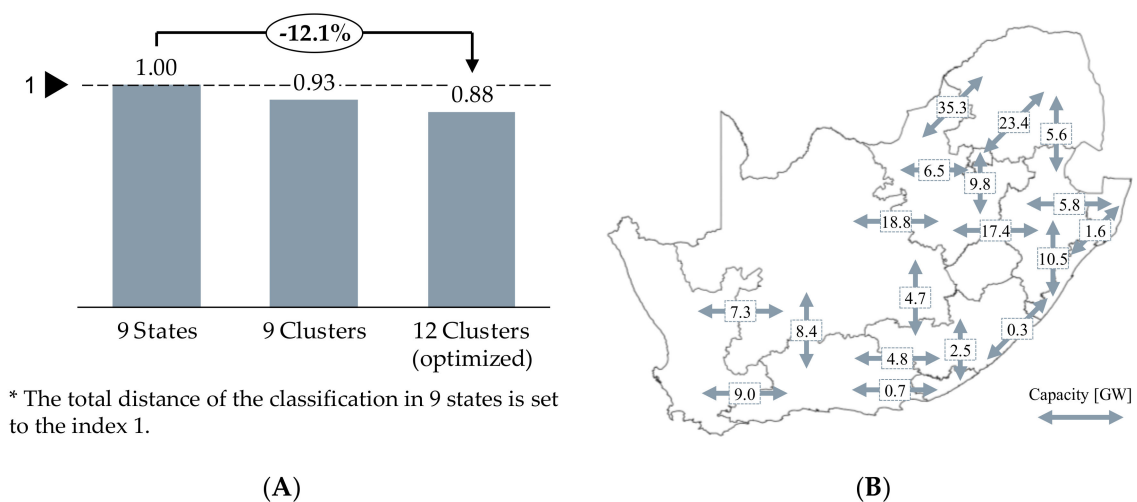 -12.1%
1
1.00
0.93
0.88
9 States
9 Clusters
12 Clusters
(optimized)
* The total distance of the classification in 9 states is set
to the index 1.
(A)
35.3
23.4
5.6
6.5
9.8
5.8
18.8
17.4
1.6
10.5
4.7
7.3
8.4
0.3
4.8
2.5
9.0
0.7
Capacity [GW]
(B)